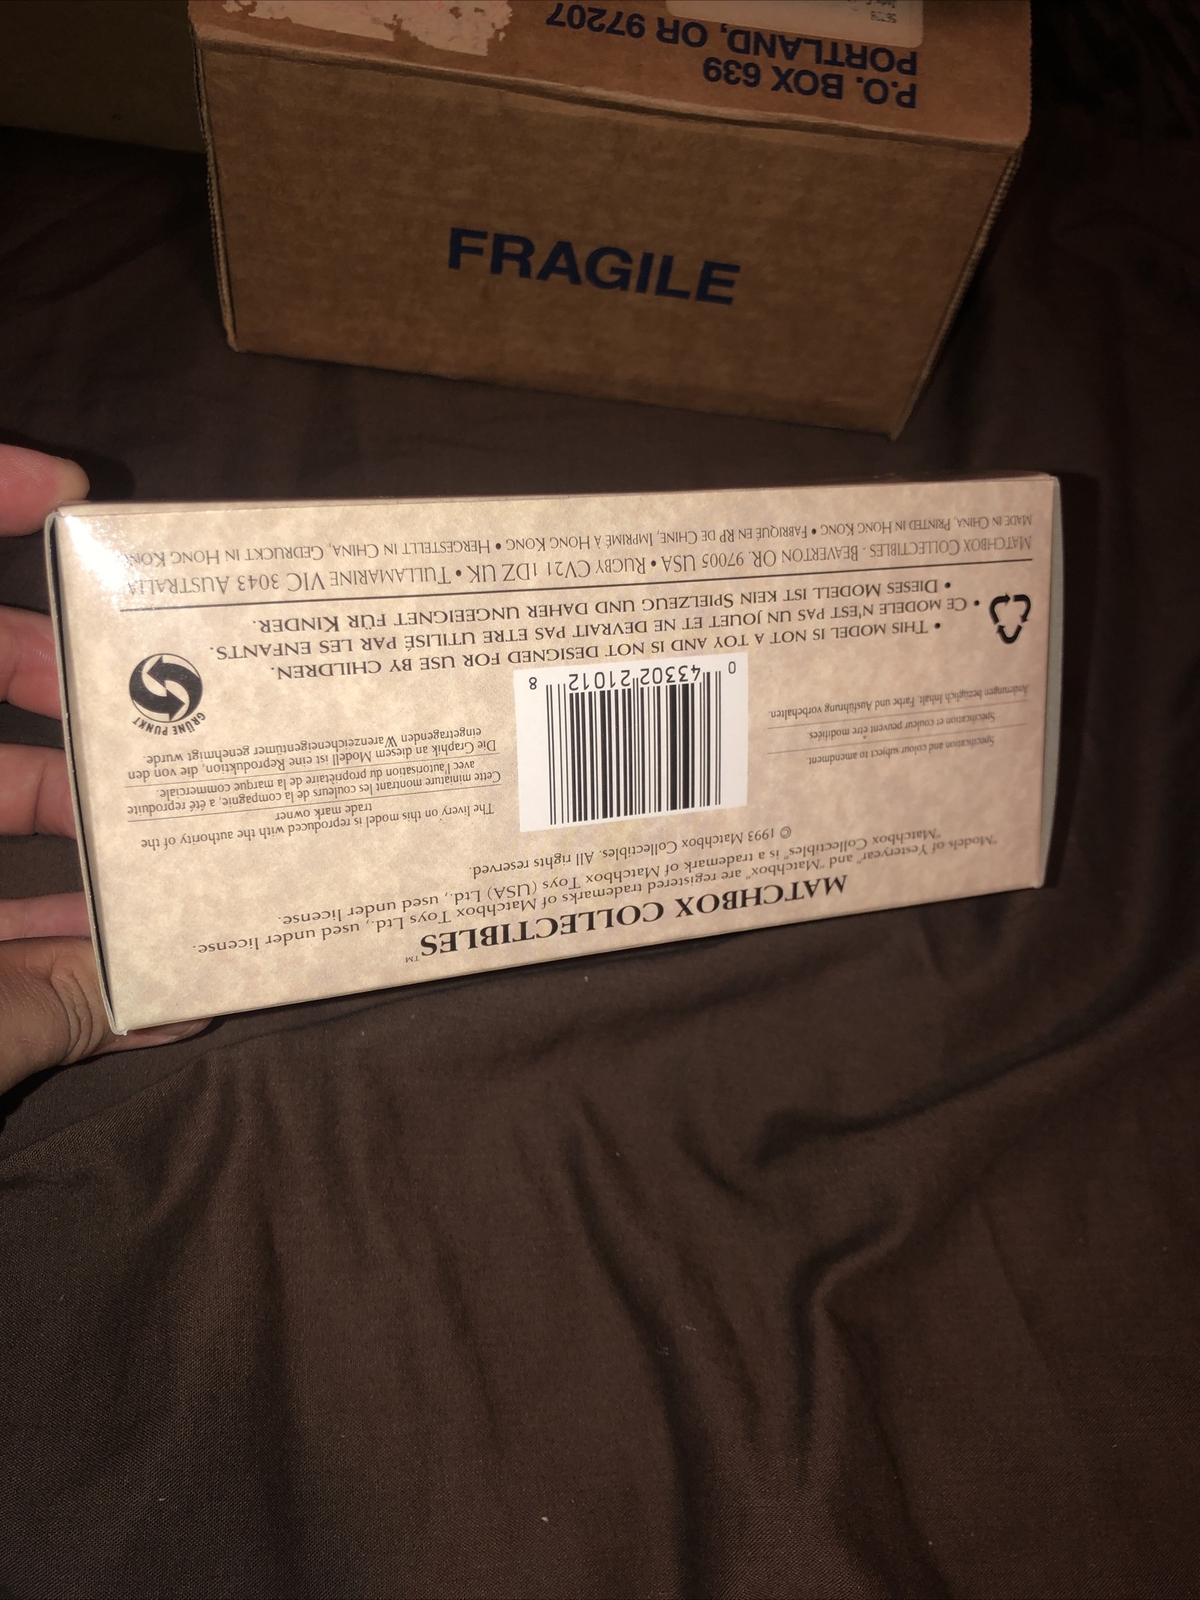 P.O. BOX 639
PORTLAND, OR 97207
FRAGILE
MATCHBOX COLLECTIBLES™
"Models of Yesteryear" and "Matchbox" are registered trademarks of Matchbox Toys Ltd., used under license.
"Matchbox Collectibles" is a trademark of Matchbox Toys (USA) Ltd., used under license.
© 1993 Matchbox Collectibles. All rights reserved.
The livery on this model is reproduced with the authority of the
trade mark owner
Cette miniature montrant les couleurs de la compagnie, a été reproduite
avec l'autorisation du propriétaire de la marque commerciale.
Die Graphik an diesem Modell ist eine Reproduktion, die von den
eingetragenden Warenzeicheneigentümer genehmigt wurde.
GRÜNE PUNKT
0 43302 21012 8
Specification and colour subject to amendment
Spécification et couleur peuvent être modifiées
Änderungen bezüglich Inhalt, Farbe und Ausführung vorbehalten.
• THIS MODEL IS NOT A TOY AND IS NOT DESIGNED FOR USE BY CHILDREN.
• CE MODELE N'EST PAS UN JOUET ET NE DEVRAIT PAS ETRE UTILISÉ PAR LES ENFANTS.
• DIESES MODELL IST KEIN SPIELZEUG UND DAHER UNGEEIGNET FÜR KINDER.
MATCHBOX COLLECTIBLES · BEAVERTON OR. 97005 USA • RUGBY CV21 1DZ UK • TULLAMARINE VIC 3043 AUSTRALIA
MADE IN CHINA, PRINTED IN HONG KONG • FABRIQUE EN RP DE CHINE, IMPRIMÉ À HONG KONG • HERGESTELLT IN CHINA, GEDRUCKT IN HONG KONG